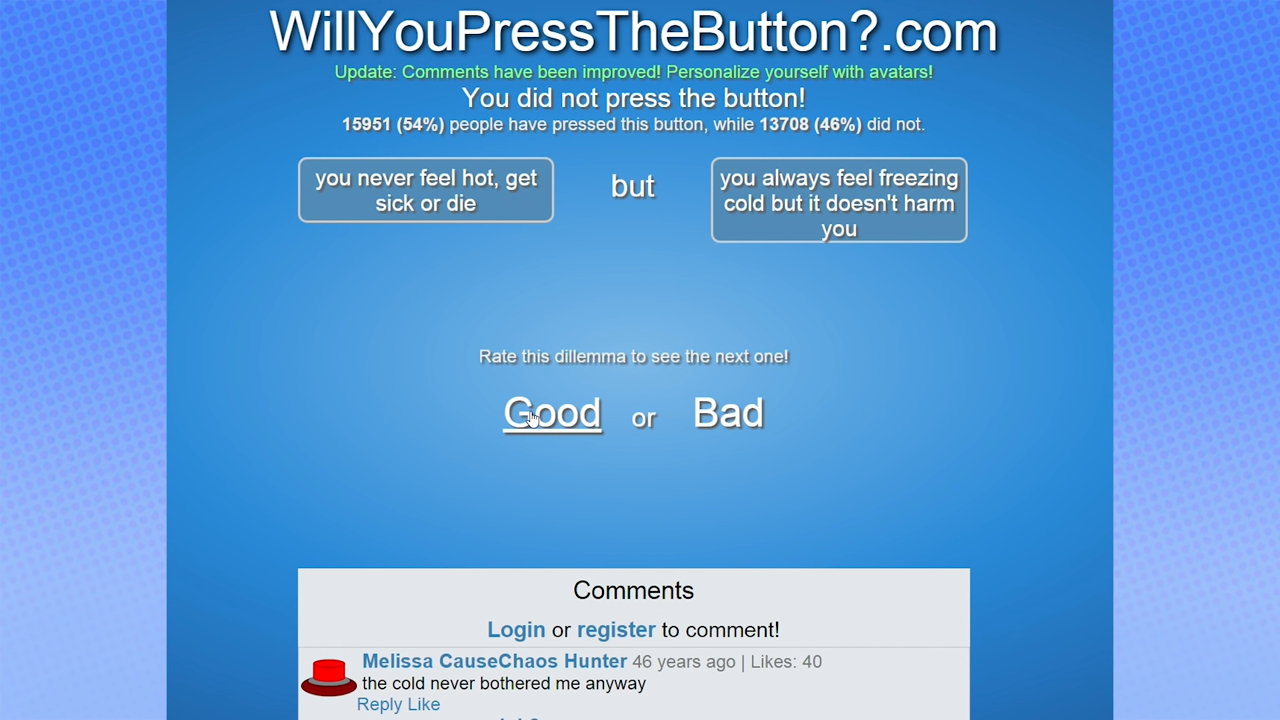 WillYouPressTheButton?.com
Update: Comments have been improved! Personalize yourself with avatars!
You did not press the button!
15951 (54%) people have pressed this button, while 13708 (46%) did not.
you never feel hot, get
sick or die
but
you always feel freezing
cold but it doesn't harm
you
Rate this dillemma to see the next one!
Good or Bad
Comments
Login or register to comment!
Melissa CauseChaos Hunter 46 years ago | Likes: 40
the cold never bothered me anyway
Reply Like